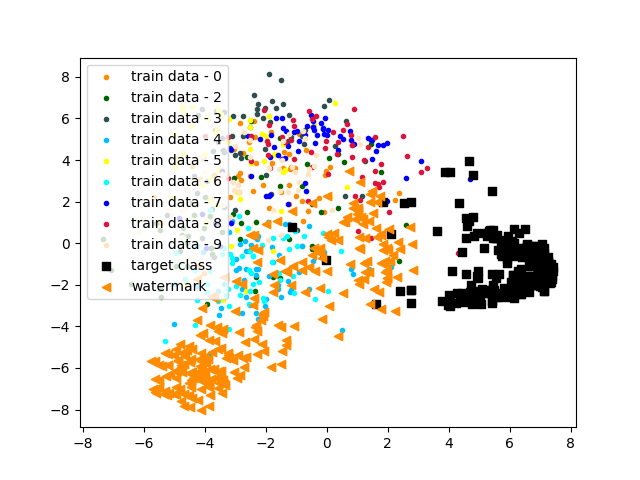 8
6
4
2
0
−2
−4
−6
−8
train data - 0
train data - 2
train data - 3
train data - 4
train data - 5
train data - 6
train data - 7
train data - 8
train data - 9
target class
watermark
−8 −6 −4 −2 0 2 4 6 8